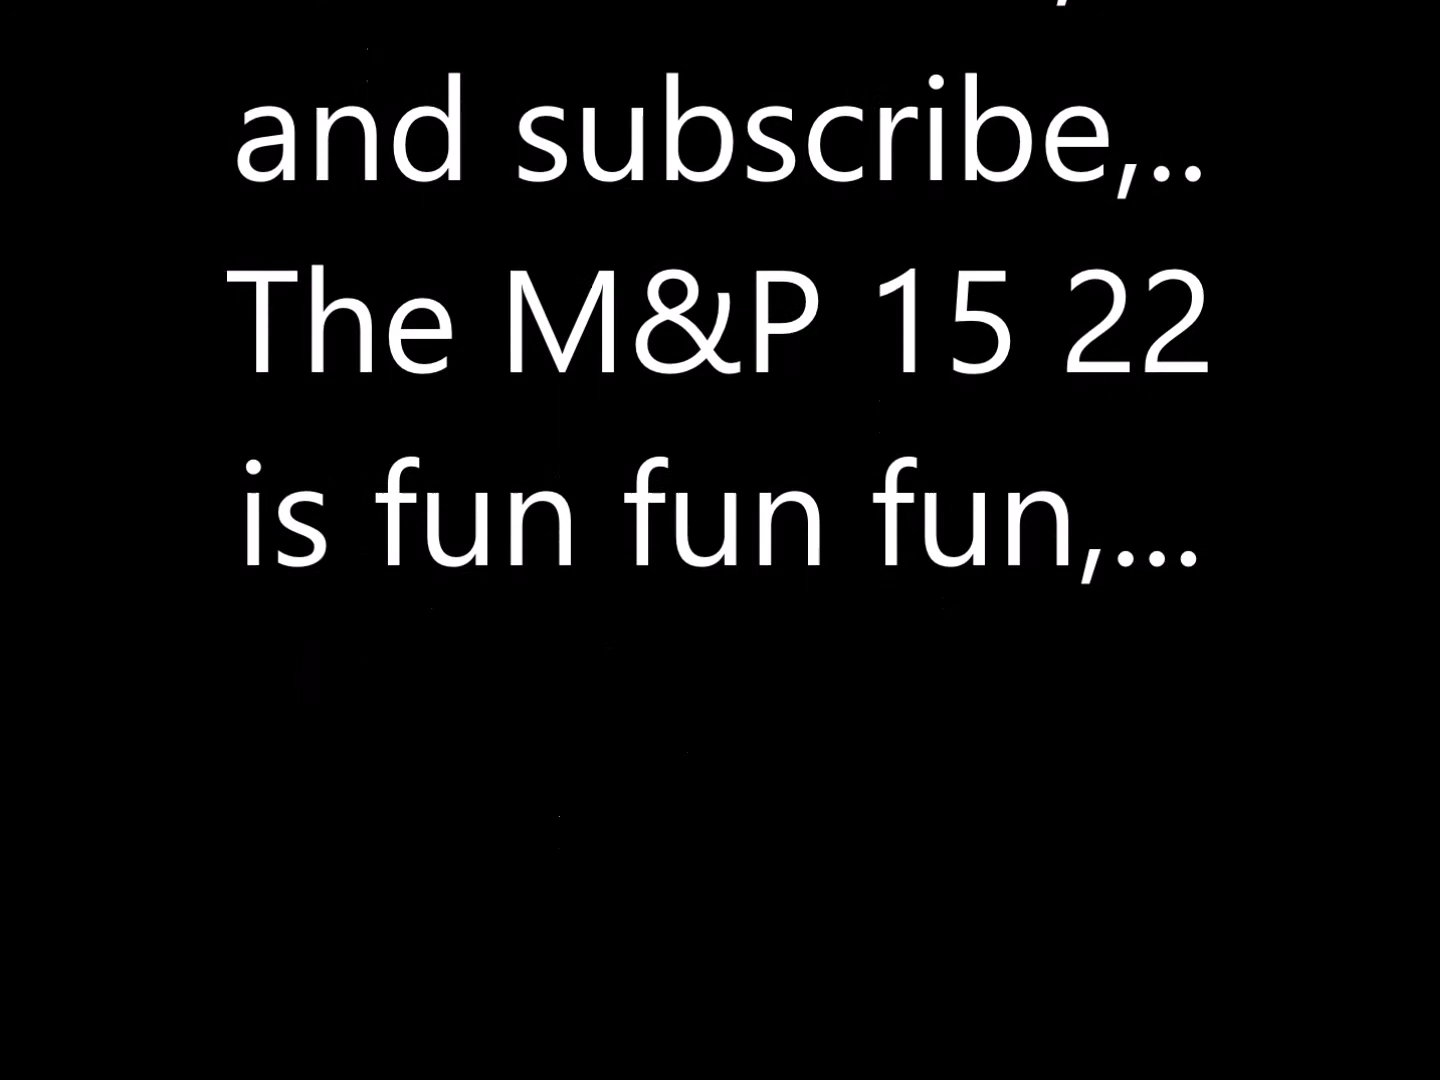 and subscribe,..
The M&P 15 22
is fun fun fun,...